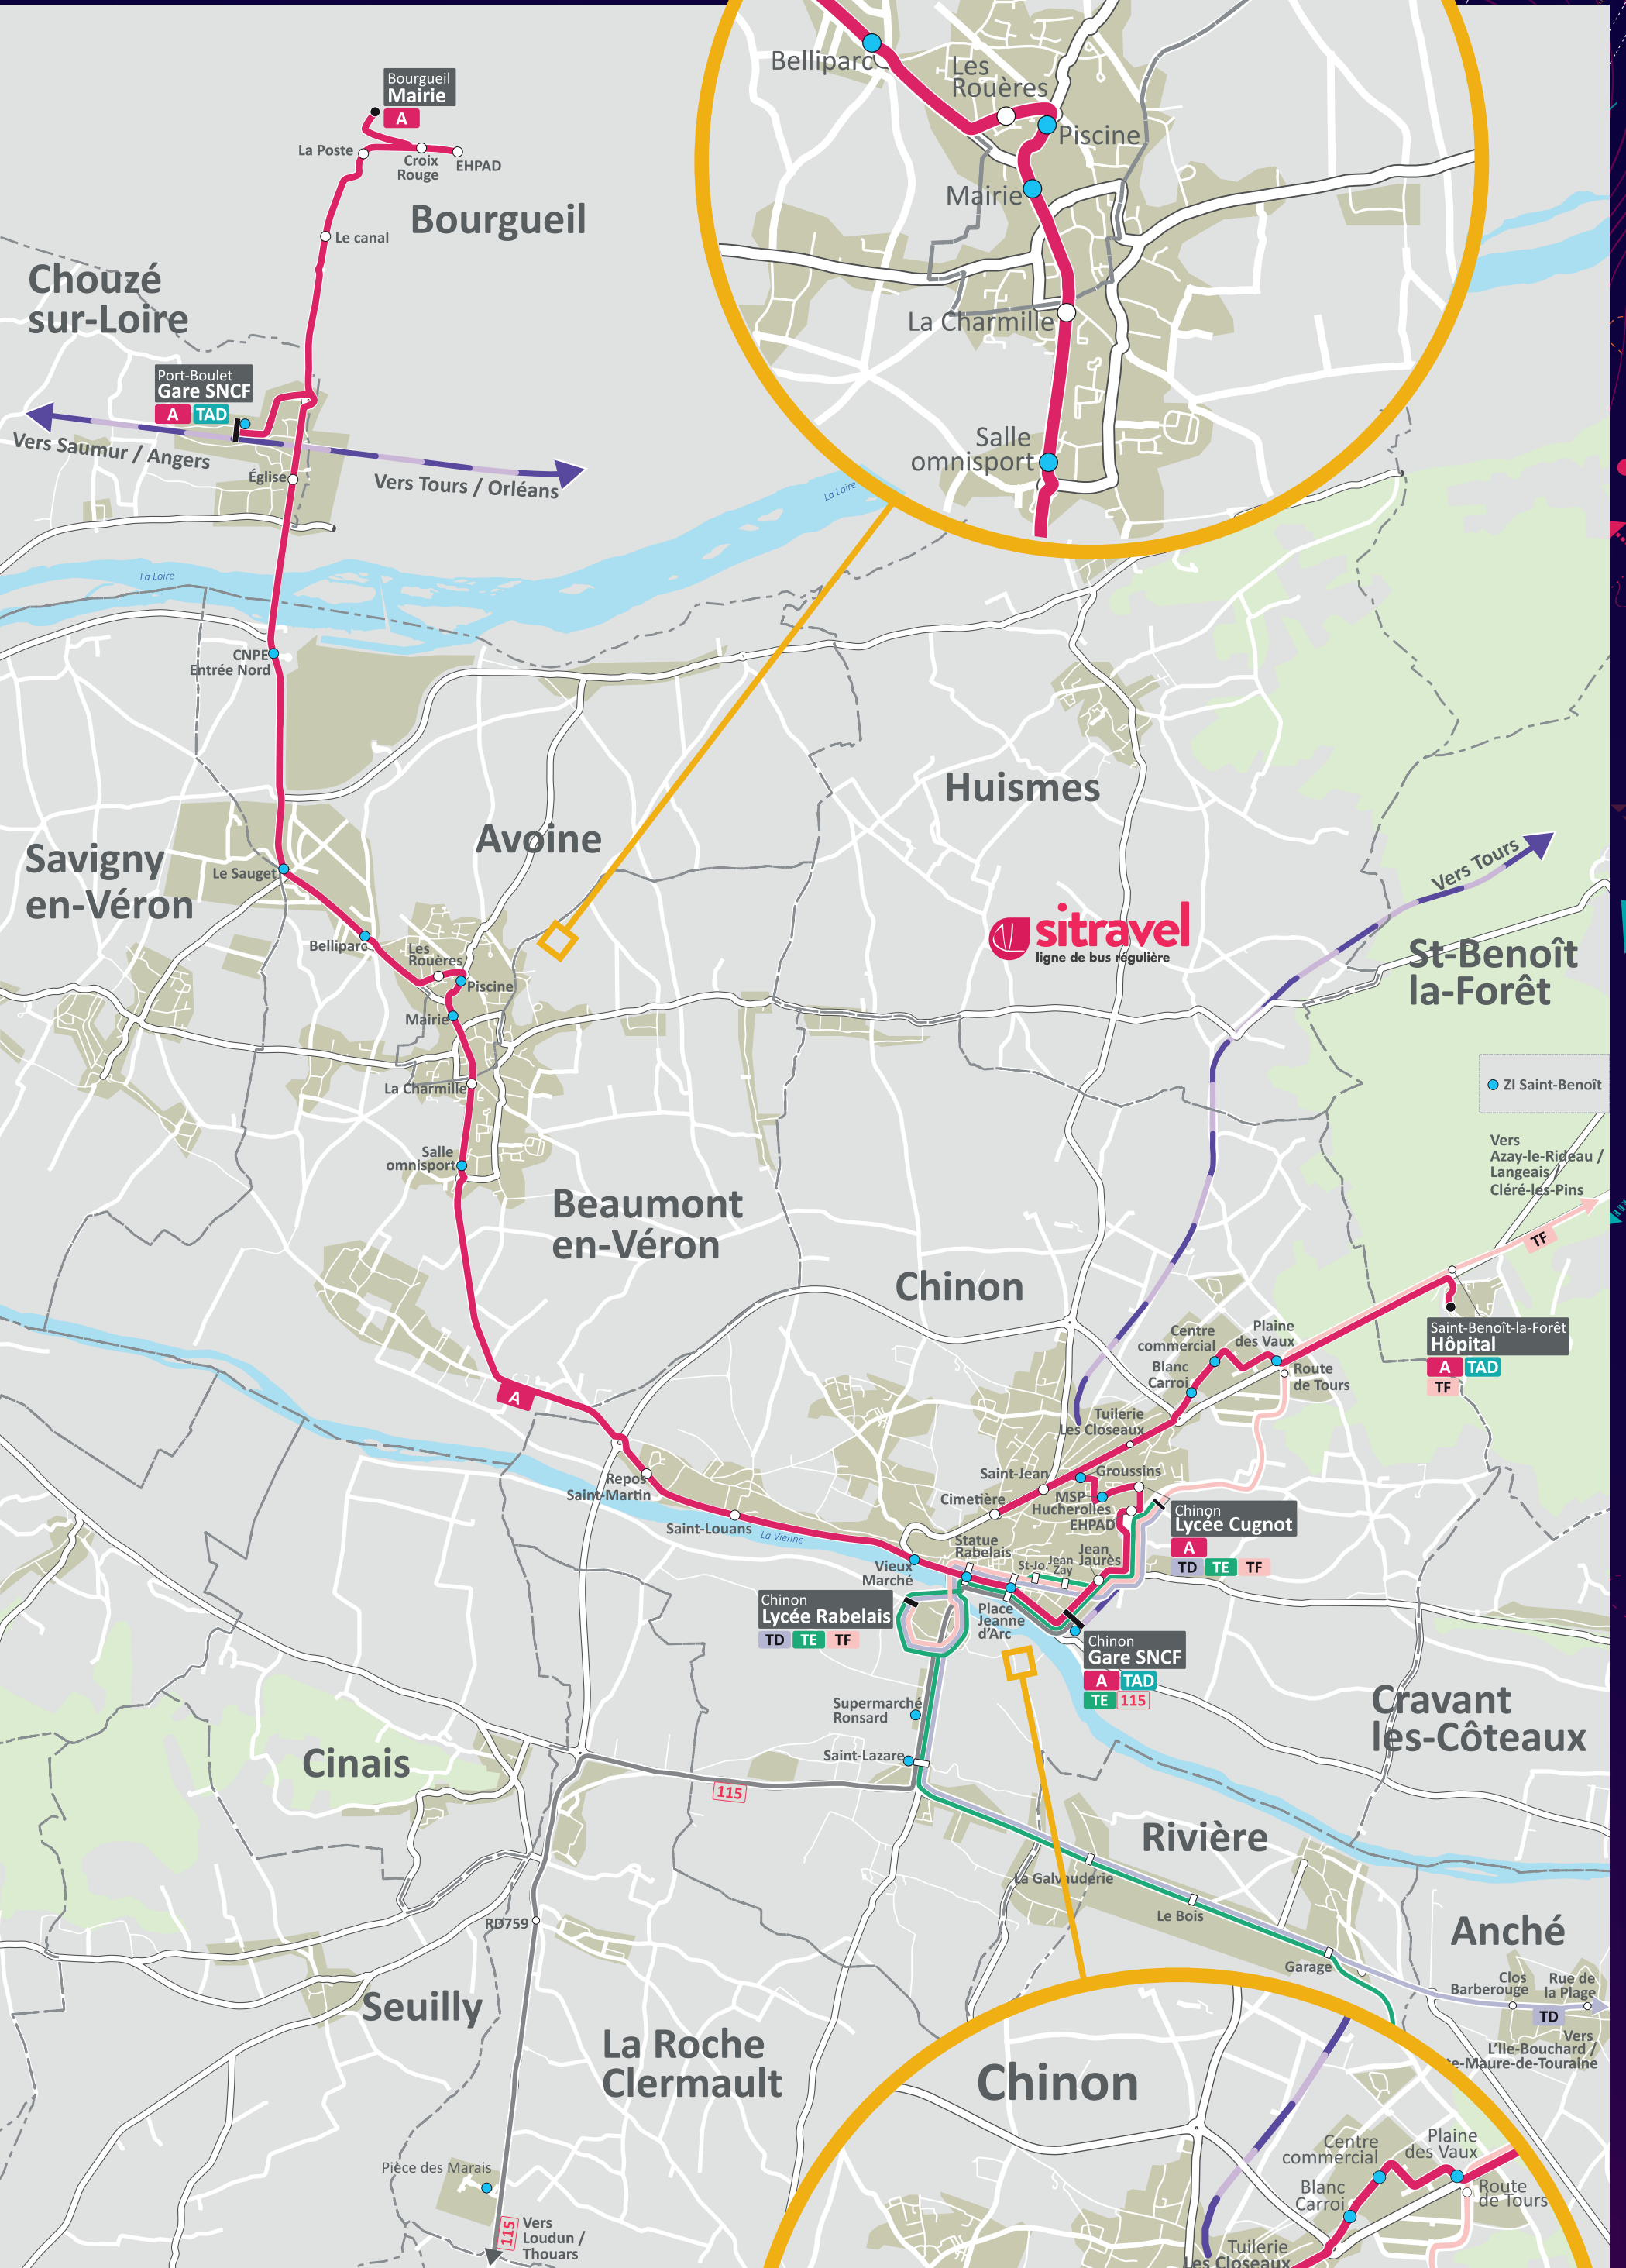 Belliparc
Les
Rouères
Piscine
Mairie
La Charmille
Salle
omnisport
Bourgueil
Mairie
A
La Poste
Croix
Rouge
EHPAD
Bourgueil
Le canal
Chouzé
sur-Loire
Port-Boulet
Gare SNCF
A TAD
Vers Saumur / Angers
Vers Tours / Orléans
Église
La Loire
La Loire
CNPE
Entrée Nord
Huismes
Avoine
Savigny
en-Véron
Le Sauget
Belliparc
Les
Rouères
Piscine
Mairie
La Charmille
Salle
omnisport
sitravel
ligne de bus régulière
Vers Tours
St-Benoît
la-Forêt
ZI Saint-Benoît
Vers
Azay-le-Rideau /
Langeais /
Cléré-les-Pins
TF
Beaumont
en-Véron
Chinon
Centre
commercial
Plaine
des Vaux
Blanc
Carroi
Route
de Tours
Saint-Benoît-la-Forêt
Hôpital
A TAD
TF
A
Tuilerie
Les Closeaux
Saint-Jean
Groussins
Cimetière
MSP
Hucherolles
EHPAD
Repos
Saint-Martin
Saint-Louans
La Vienne
Vieux
Marché
Statue
Rabelais
St-Jo.
Jean
Zay
Jean
Jaurès
Chinon
Lycée Cugnot
A
TD TE TF
Chinon
Lycée Rabelais
TD TE TF
Place
Jeanne
d'Arc
Chinon
Gare SNCF
A TAD
TE 115
Supermarché
Ronsard
Saint-Lazare
Cravant
les-Côteaux
Cinais
115
Rivière
La Galvauderie
Le Bois
Garage
RD759
Anché
Clos
Barberouge
Rue de
la Plage
TD
Vers
L'Ile-Bouchard /
te-Maure-de-Touraine
Seuilly
La Roche
Clermault
Pièce des Marais
115
Vers
Loudun /
Thouars
Chinon
Centre
commercial
Plaine
des Vaux
Blanc
Carroi
Route
de Tours
Tuilerie
Les Closeaux